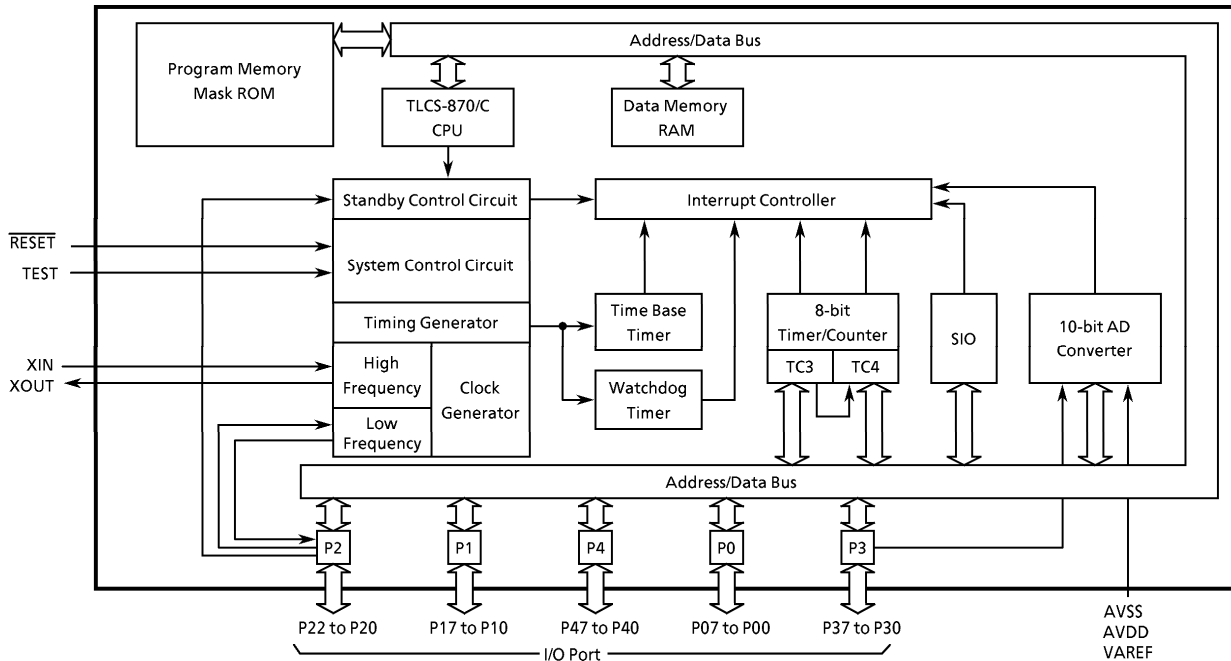 Program Memory
Mask ROM
Address/Data Bus
TLCS-870/C
CPU
Data Memory
RAM
Standby Control Circuit
Interrupt Controller
RESET
TEST
System Control Circuit
Timing Generator
Time Base
Timer
8-bit
Timer/Counter
TC3
TC4
SIO
10-bit AD
Converter
XIN
XOUT
High
Frequency
Clock
Generator
Watchdog
Timer
Low
Frequency
Address/Data Bus
P2
P1
P4
P0
P3
P22 to P20
P17 to P10
P47 to P40
P07 to P00
P37 to P30
I/O Port
AVSS
AVDD
VAREF